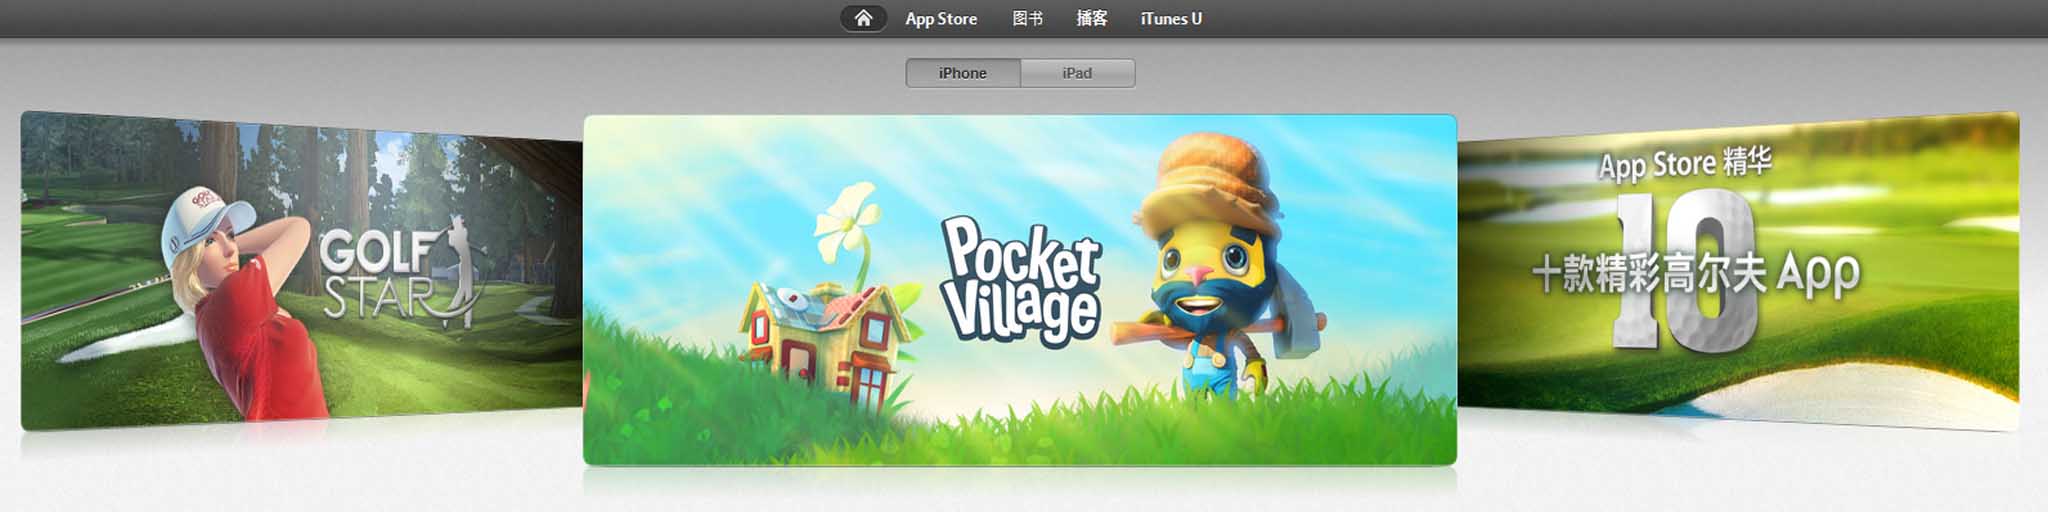 App Store
图书
播客
iTunes U
iPhone
iPad
GOLF
STAR
Pocket
Village
App Store 精华
10
十款精彩高尔夫 App